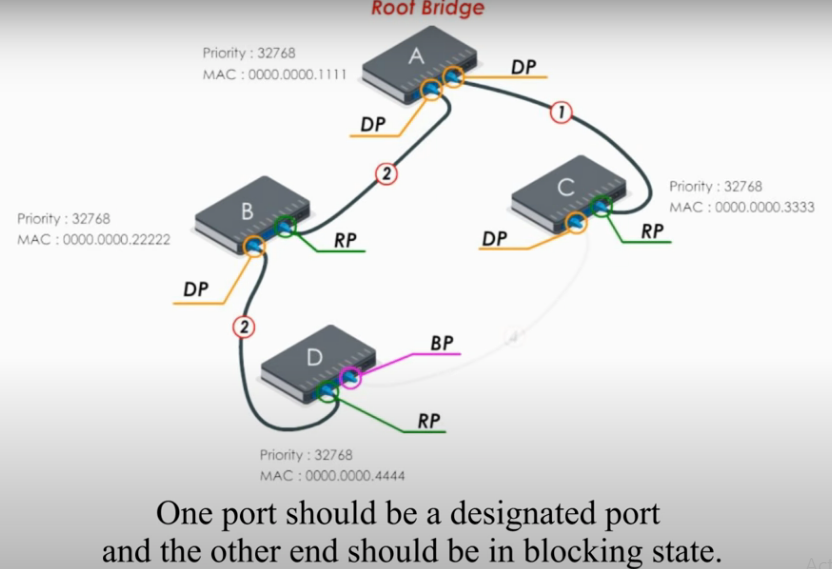 Root Bridge
Priority : 32768
MAC : 0000.0000.1111
A
DP
DP
1
2
B
C
Priority : 32768
MAC : 0000.0000.22222
Priority : 32768
MAC : 0000.0000.3333
RP
DP
RP
DP
2
D
BP
RP
Priority : 32768
MAC : 0000.0000.4444
One port should be a designated port
and the other end should be in blocking state.